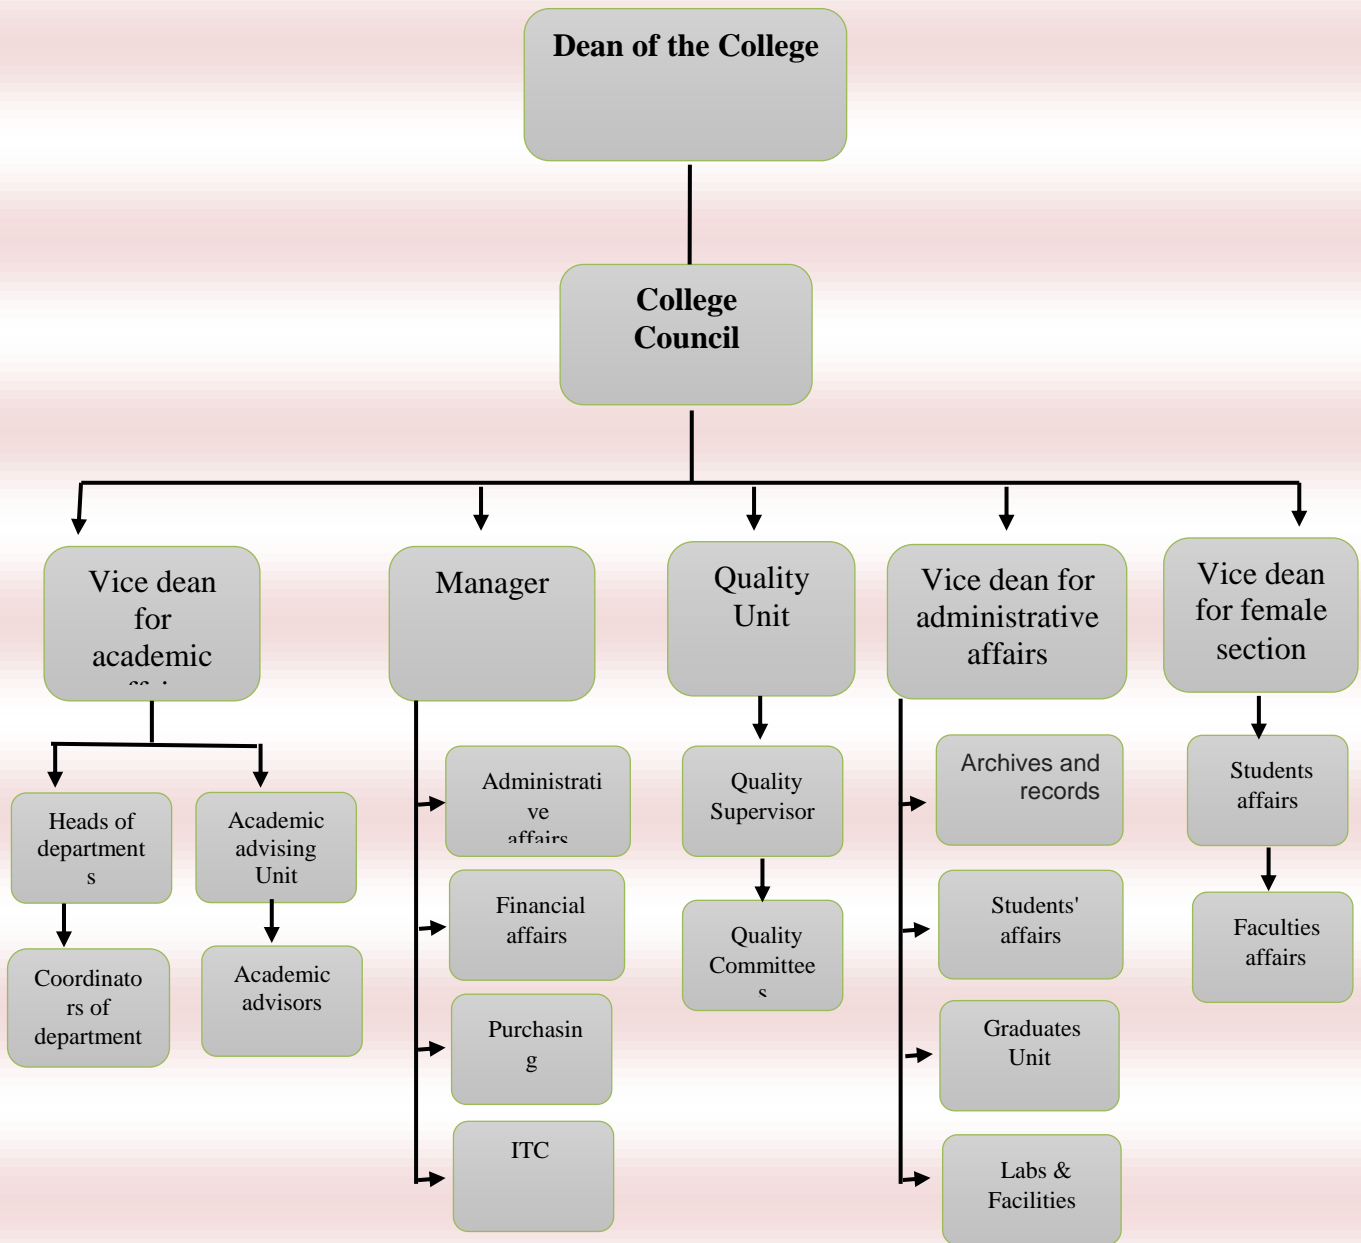 Dean of the College
College
Council
Vice dean
for
academic
Manager
Quality
Unit
Vice dean for
administrative
affairs
Vice dean
for female
section
Heads of
department
s
Coordinato
rs of
department
Academic
advising
Unit
Academic
advisors
Administrati
ve
affairs
Financial
affairs
Purchasin
g
ITC
Quality
Supervisor
Quality
Committee
s
Archives and
records
Students'
affairs
Graduates
Unit
Labs &
Facilities
Students
affairs
Faculties
affairs